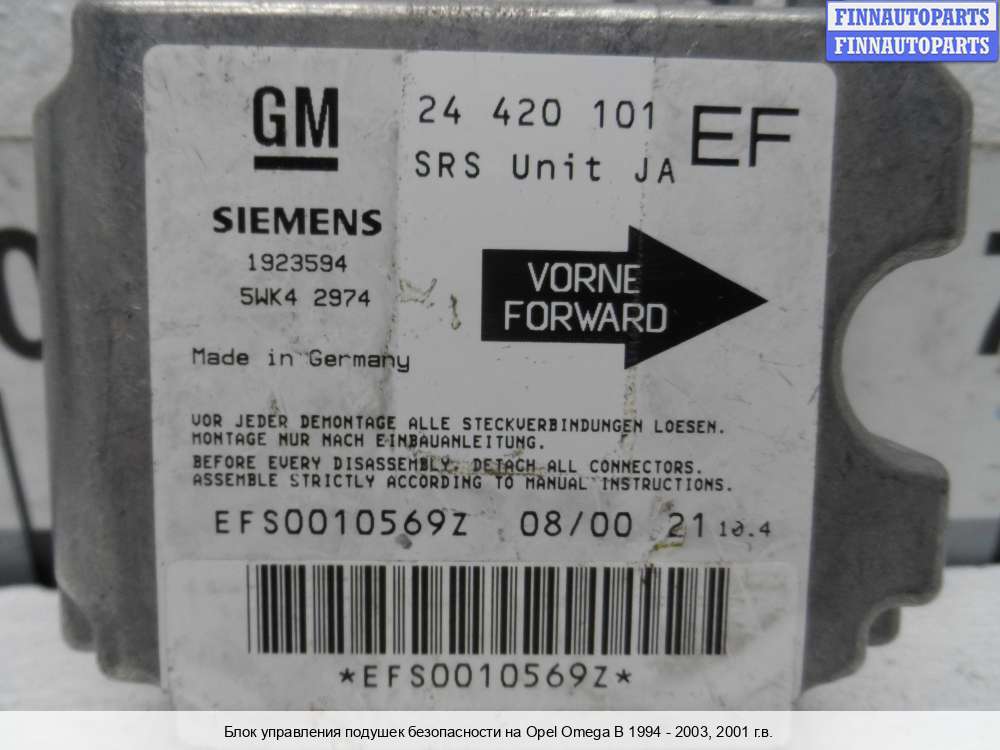 FINNAUTOPARTS
FINNAUTOPARTS
GM
24 420 101
EF
SRS Unit JA
SIEMENS
1923594
5WK4 2974
VORNE
FORWARD
Made in Germany
VOR JEDER DEMONTAGE ALLE STECKVERBINDUNGEN LOESEN.
MONTAGE NUR NACH EINBAUANLEITUNG.
BEFORE EVERY DISASSEMBLY, DETACH ALL CONNECTORS.
ASSEMBLE STRICTLY ACCORDING TO MANUAL INSTRUCTIONS.
EFS0010569Z 08/00 21 10.4
*EFS0010569Z*
Блок управления подушек безопасности на Opel Omega B 1994 - 2003, 2001 г.в.